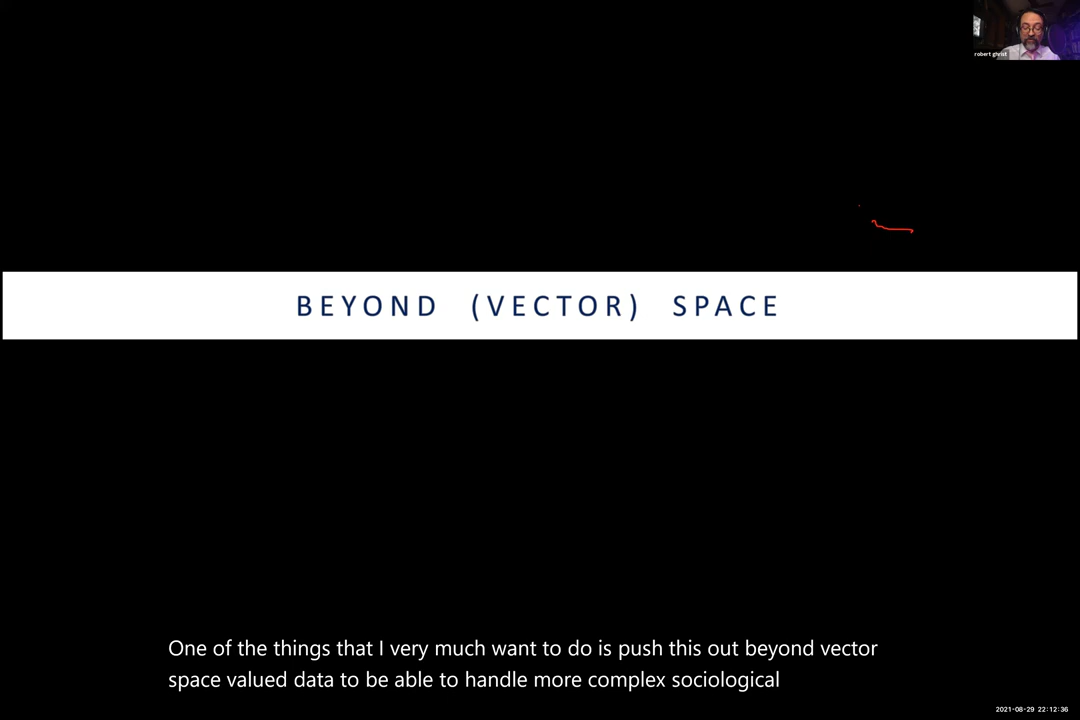 robert ghrist
BEYOND (VECTOR) SPACE
One of the things that I very much want to do is push this out beyond vector
space valued data to be able to handle more complex sociological
2021-08-29 22:12:36